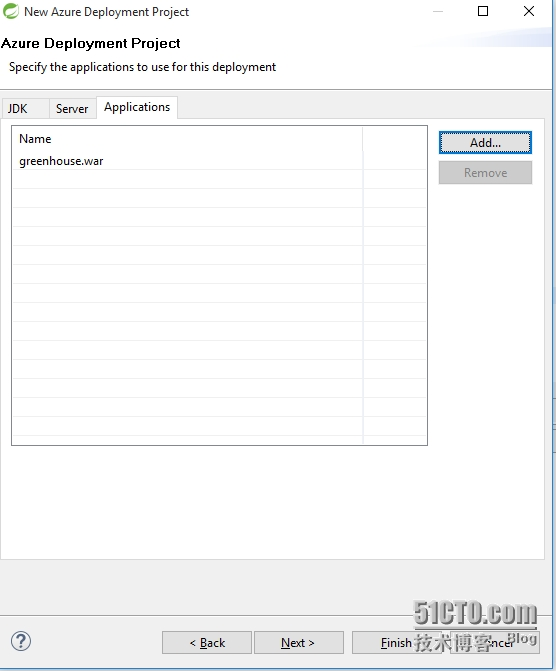 New Azure Deployment Project
Azure Deployment Project
Specify the applications to use for this deployment
JDK Server Applications
Name
greenhouse.war
Add...
Remove
< Back Next > Finish
51CTO.com
技术博客 Blog